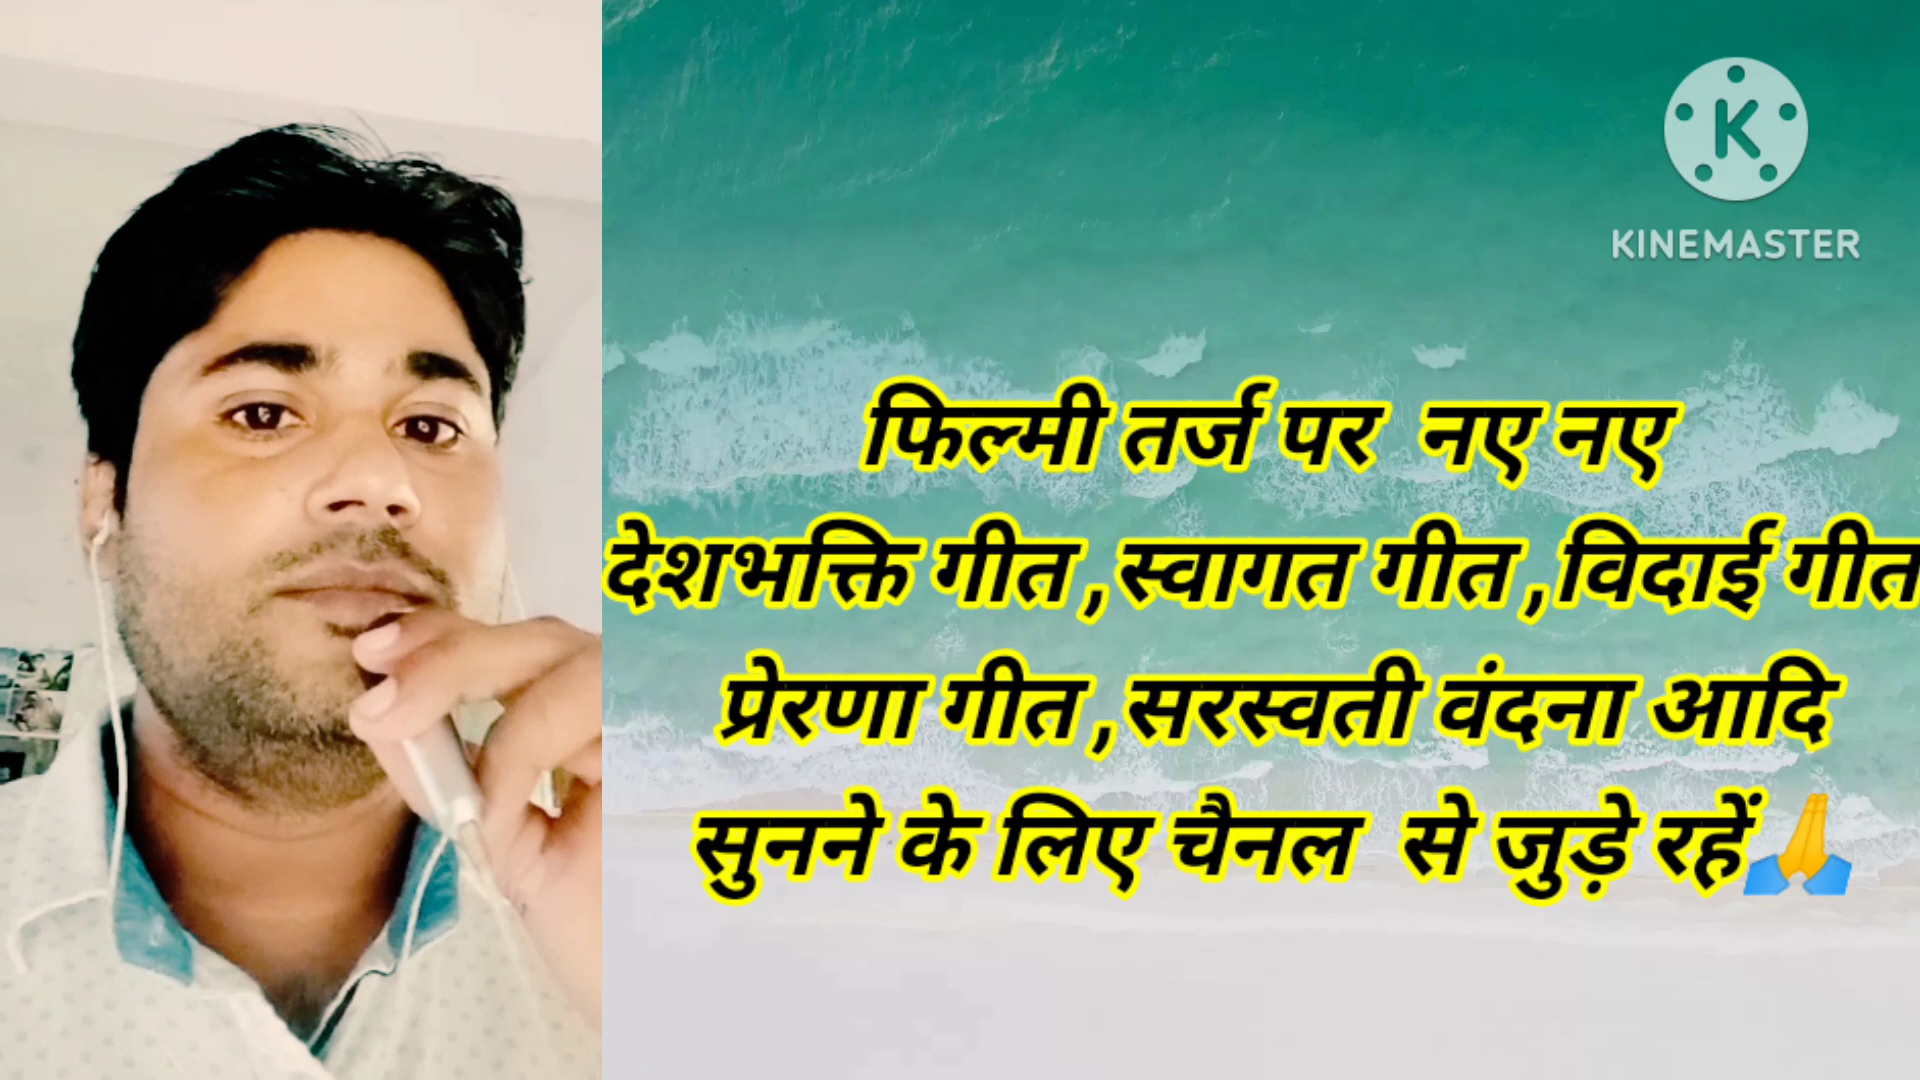 K
KINEMASTER
फिल्मी तर्ज पर नए नए
देशभक्ति गीत ,स्वागत गीत ,विदाई गीत
प्रेरणा गीत ,सरस्वती वंदना आदि
सुनने के लिए चैनल से जुड़े रहें🙏